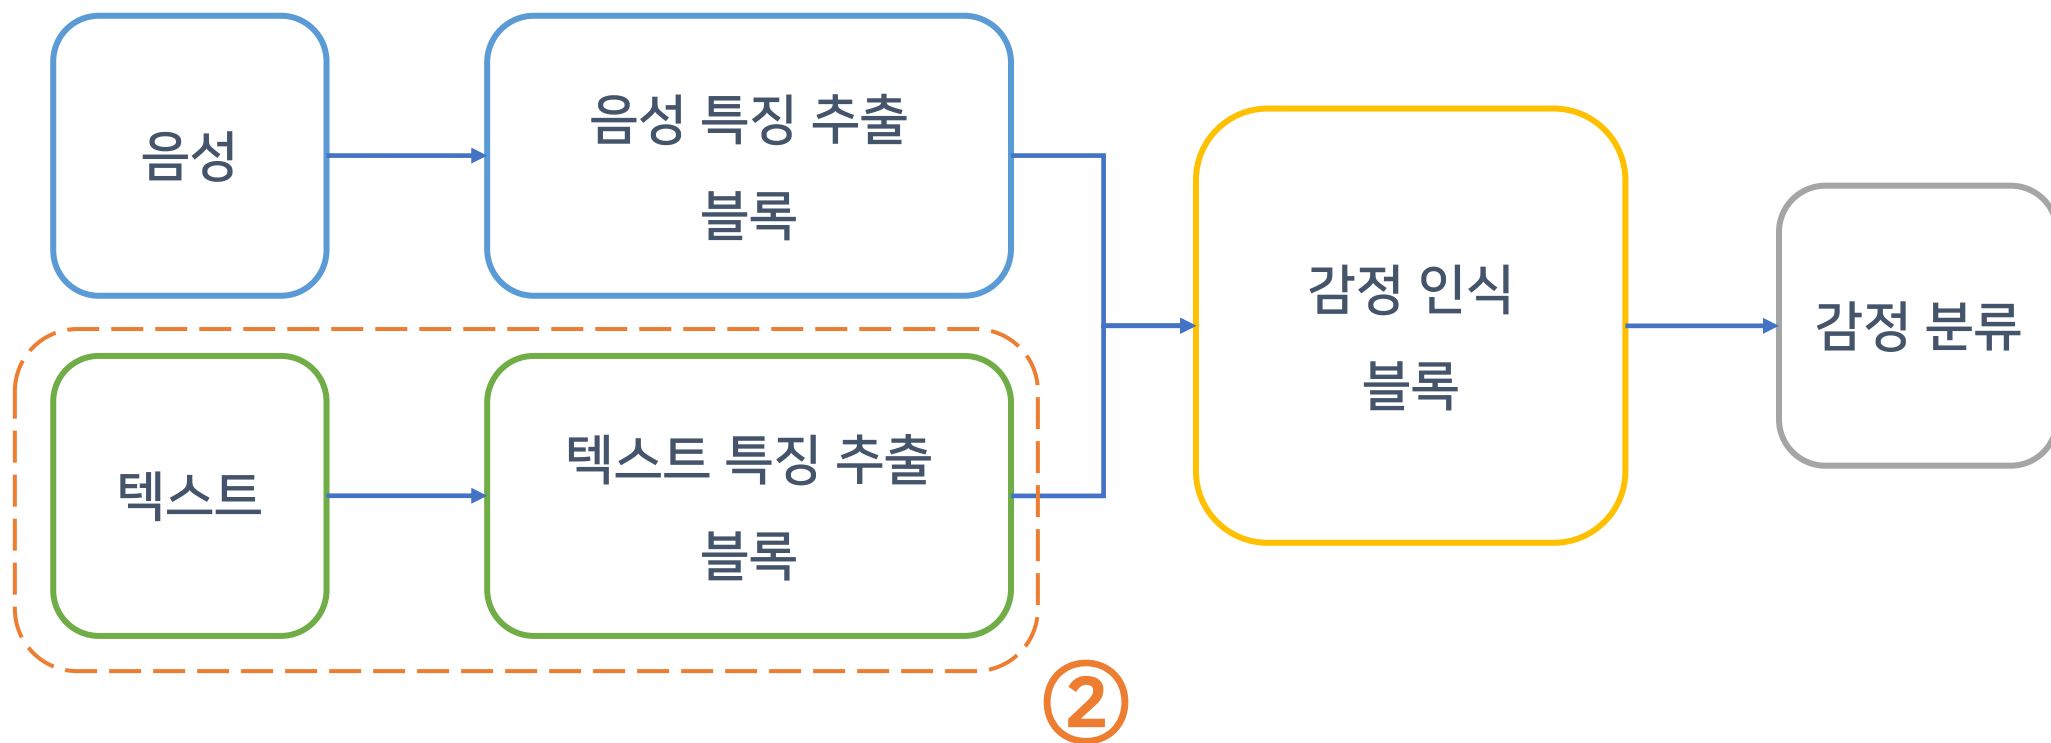 음성
음성 특징 추출
블록
텍스트
텍스트 특징 추출
블록
감정 인식
블록
감정 분류
②